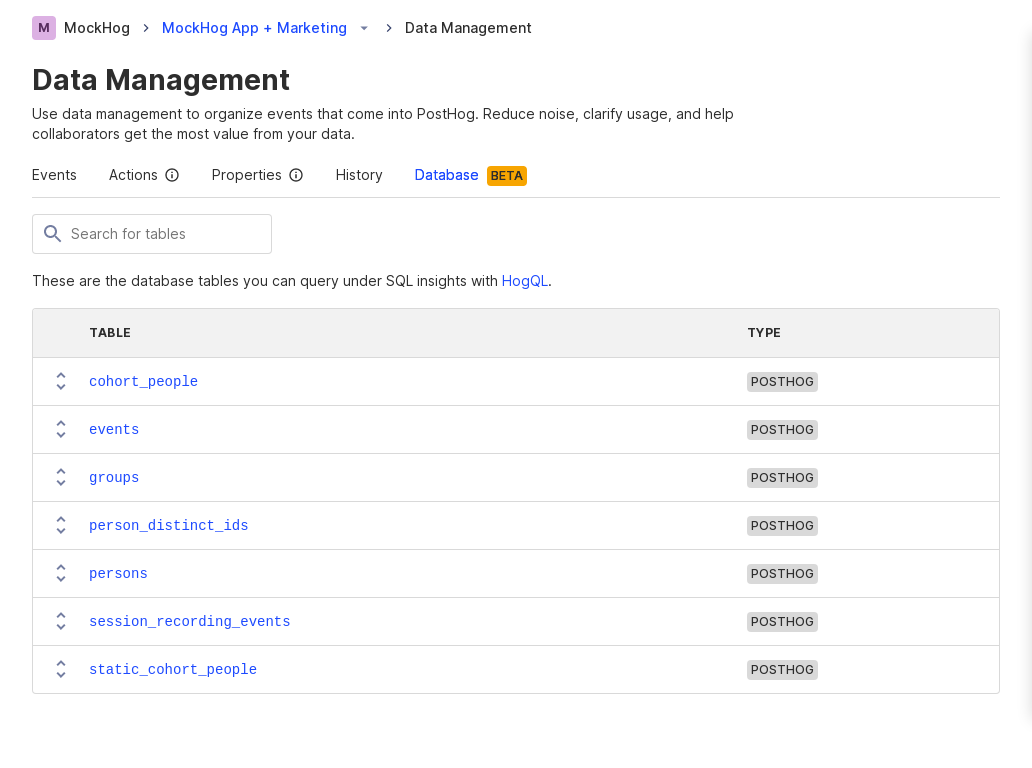 M MockHog MockHog App + Marketing Data Management
Data Management
Use data management to organize events that come into PostHog. Reduce noise, clarify usage, and help
collaborators get the most value from your data.
Events Actions Properties History Database BETA
Search for tables
These are the database tables you can query under SQL insights with HogQL.
TABLE TYPE
cohort_people POSTHOG
events POSTHOG
groups POSTHOG
person_distinct_ids POSTHOG
persons POSTHOG
session_recording_events POSTHOG
static_cohort_people POSTHOG